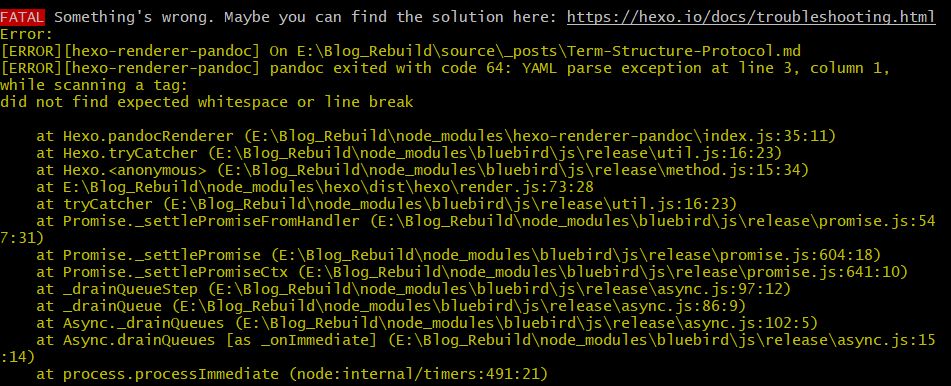 FATAL Something's wrong. Maybe you can find the solution here: https://hexo.io/docs/troubleshooting.html
Error:
[ERROR][hexo-renderer-pandoc] On E:\Blog_Rebuild\source\_posts\Term-Structure-Protocol.md
[ERROR][hexo-renderer-pandoc] pandoc exited with code 64: YAML parse exception at line 3, column 1,
while scanning a tag:
did not find expected whitespace or line break
    at Hexo.pandocRenderer (E:\Blog_Rebuild\node_modules\hexo-renderer-pandoc\index.js:35:11)
    at Hexo.tryCatcher (E:\Blog_Rebuild\node_modules\bluebird\js\release\util.js:16:23)
    at Hexo.<anonymous> (E:\Blog_Rebuild\node_modules\bluebird\js\release\method.js:15:34)
    at E:\Blog_Rebuild\node_modules\hexo\dist\hexo\render.js:73:28
    at tryCatcher (E:\Blog_Rebuild\node_modules\bluebird\js\release\util.js:16:23)
    at Promise._settlePromiseFromHandler (E:\Blog_Rebuild\node_modules\bluebird\js\release\promise.js:54
7:31)
    at Promise._settlePromise (E:\Blog_Rebuild\node_modules\bluebird\js\release\promise.js:604:18)
    at Promise._settlePromiseCtx (E:\Blog_Rebuild\node_modules\bluebird\js\release\promise.js:641:10)
    at _drainQueueStep (E:\Blog_Rebuild\node_modules\bluebird\js\release\async.js:97:12)
    at _drainQueue (E:\Blog_Rebuild\node_modules\bluebird\js\release\async.js:86:9)
    at Async._drainQueues (E:\Blog_Rebuild\node_modules\bluebird\js\release\async.js:102:5)
    at Async.drainQueues [as _onImmediate] (E:\Blog_Rebuild\node_modules\bluebird\js\release\async.js:15
:14)
    at process.processImmediate (node:internal/timers:491:21)